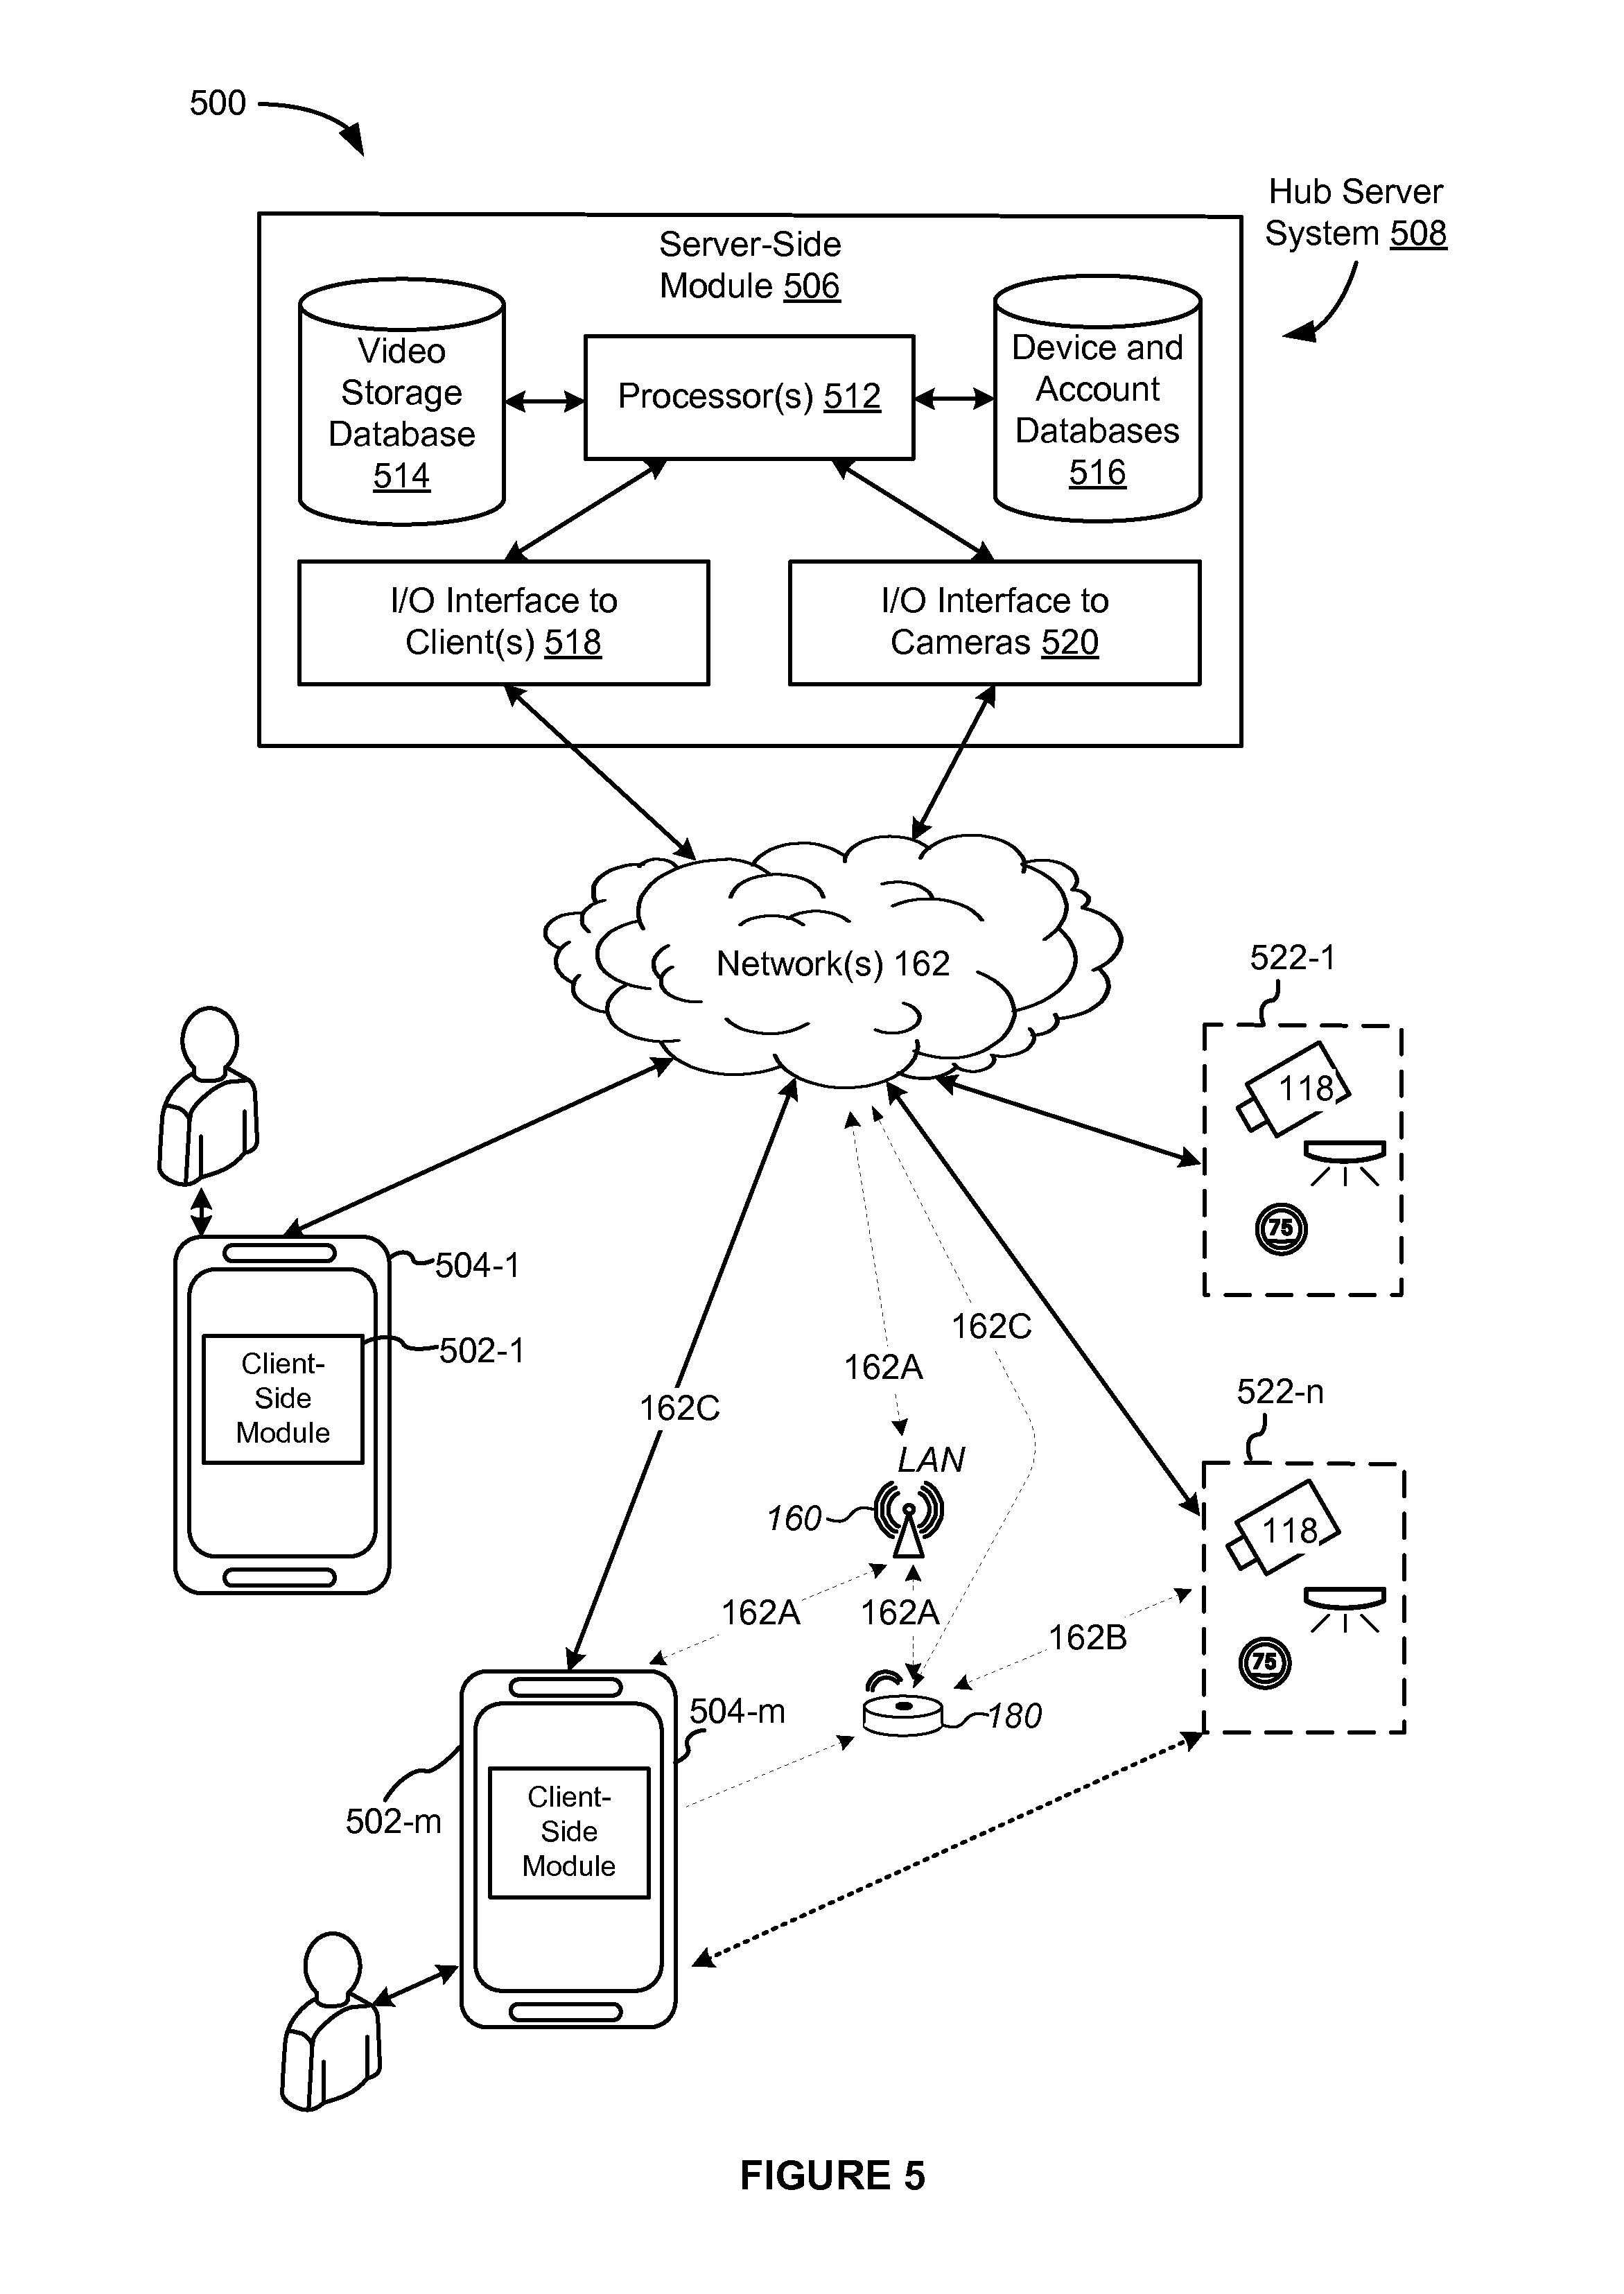 500
Hub Server
System 508
Server-Side
Module 506
Video
Storage
Database
514
Processor(s) 512
Device and
Account
Databases
516
I/O Interface to
Client(s) 518
I/O Interface to
Cameras 520
Network(s) 162
522-1
118
75
504-1
502-1
Client-
Side
Module
162C
162A
162C
LAN
160
522-n
118
75
162A
162A
162B
180
504-m
502-m
Client-
Side
Module
FIGURE 5